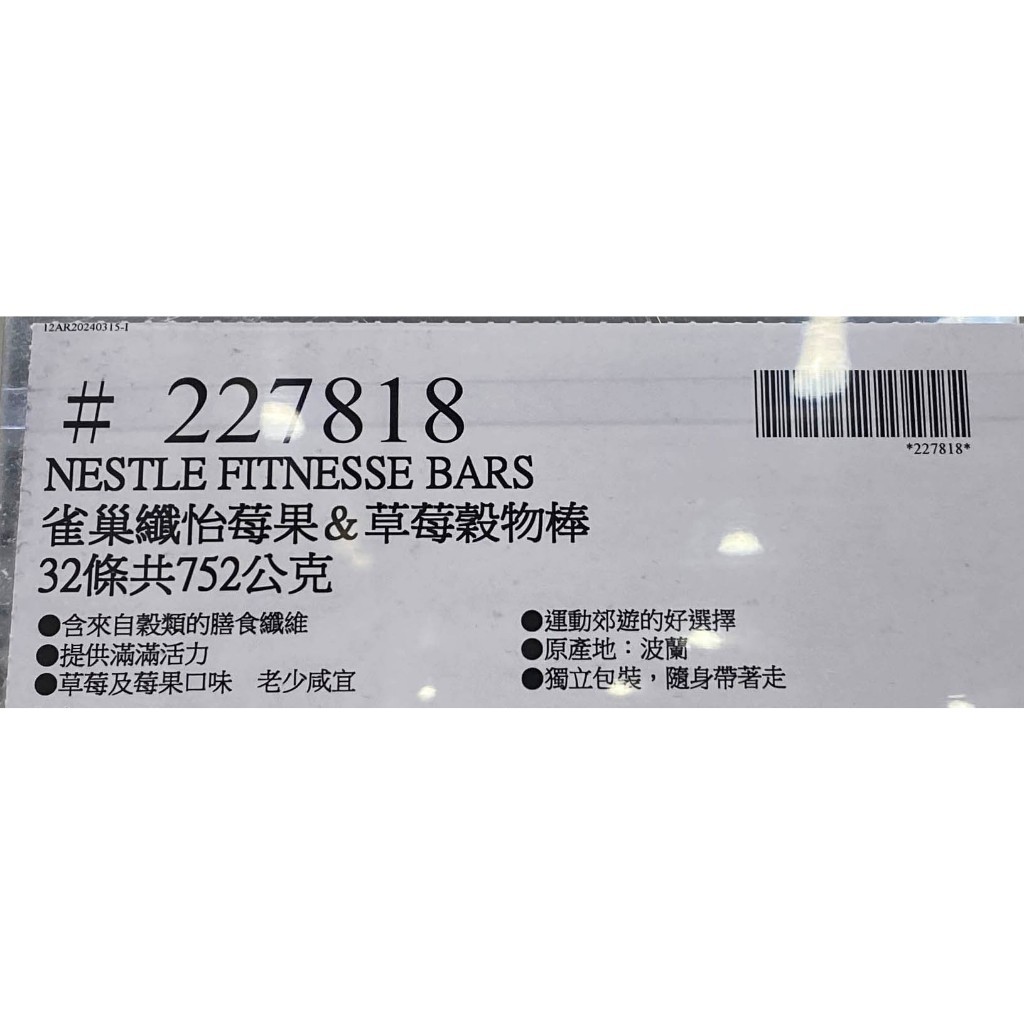 12AR20240315-1
# 227818
*227818*
NESTLE FITNESSE BARS
雀巢纖怡莓果&草莓穀物棒
32條共752公克
●含來自穀類的膳食纖維
●提供滿滿活力
●草莓及莓果口味 老少咸宜
●運動郊遊的好選擇
●原產地：波蘭
●獨立包裝，隨身帶著走